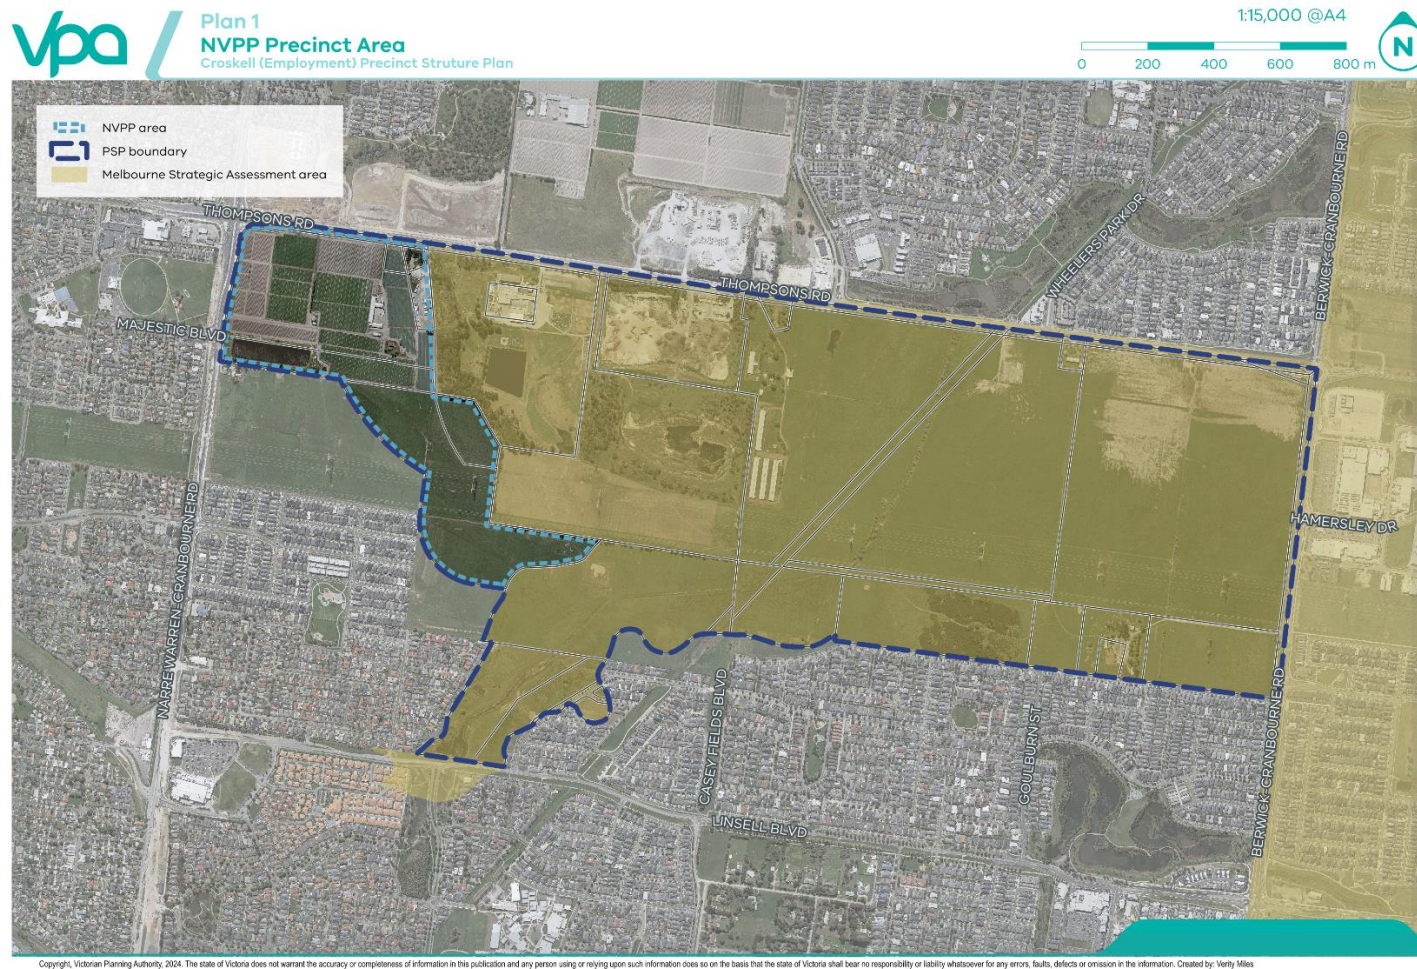 vpa
Plan 1
NVPP Precinct Area
Croskell (Employment) Precinct Struture Plan
1:15,000 @A4
0 200 400 600 800 m
N
NVPP area
PSP boundary
Melbourne Strategic Assessment area
THOMPSONS RD
BERWICK-CRANBOURNE RD
WHEELERS PARK DR
THOMPSONS RD
MAJESTIC BLVD
NARRE WARREN-CRANBOURNE RD
HAMERSLEY DR
CASEY FIELDS BLVD
GOULBURN ST
BERWICK-CRANBOURNE RD
LINSELL BLVD
Copyright, Victorian Planning Authority, 2024. The state of Victoria does not warrant the accuracy or completeness of information in this publication and any person using or relying upon such information does so on the basis that the state of Victoria shall bear no responsibility or liability whatsoever for any errors, faults, defects or omission in the information. Created by: Verity Miles